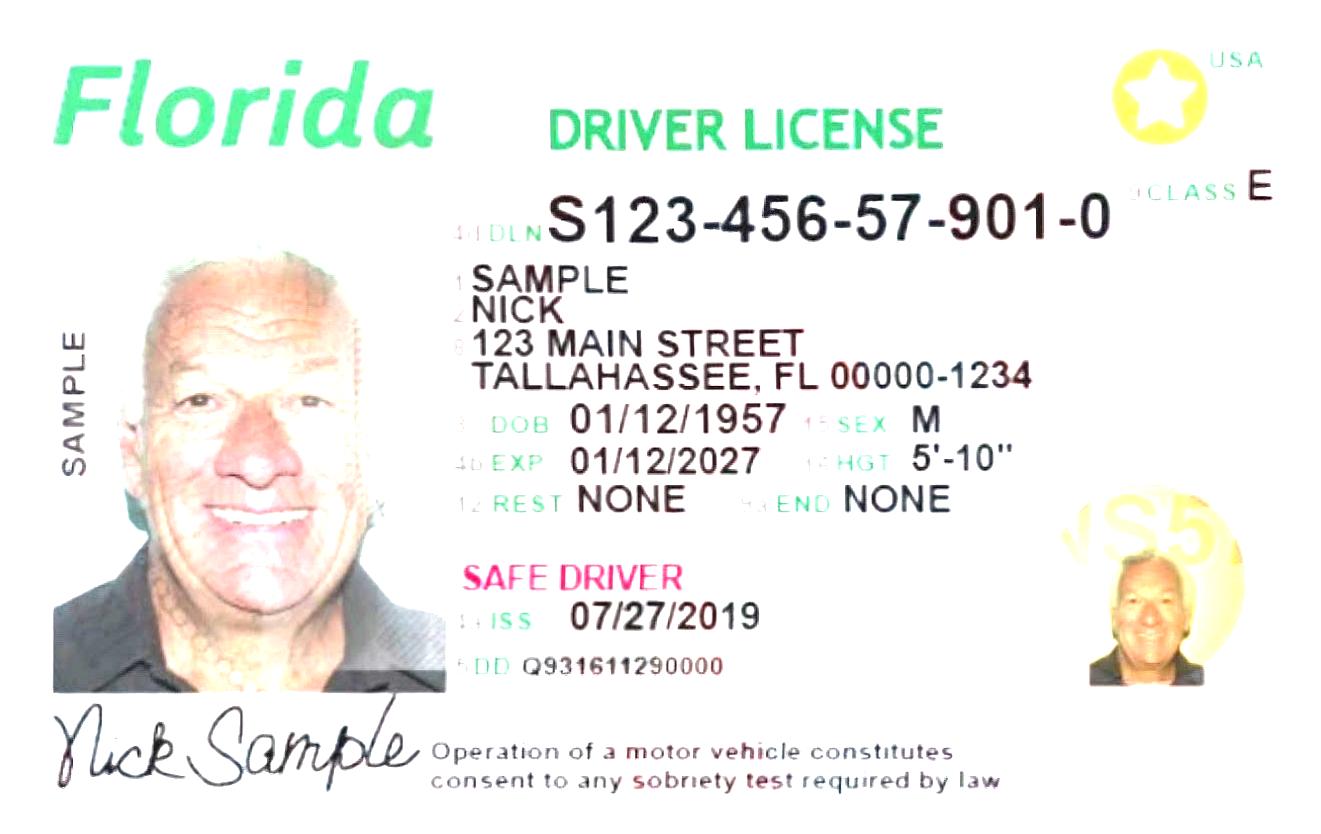 Florida
DRIVER LICENSE
USA
9 CLASS E
4d DLN S123-456-57-901-0
1 SAMPLE
2 NICK
8 123 MAIN STREET
TALLAHASSEE, FL 00000-1234
SAMPLE
3 DOB 01/12/1957 15 SEX M
4b EXP 01/12/2027 16 HGT 5'-10"
12 REST NONE 9a END NONE
SAFE DRIVER
ISS 07/27/2019
5 DD Q931611290000
Nick Sample
Operation of a motor vehicle constitutes
consent to any sobriety test required by law